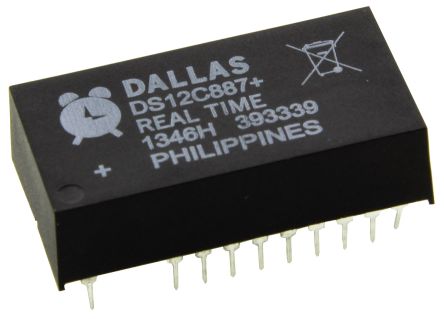 DALLAS
DS12C887+
REAL TIME
1346H 393339
PHILIPPINES
+